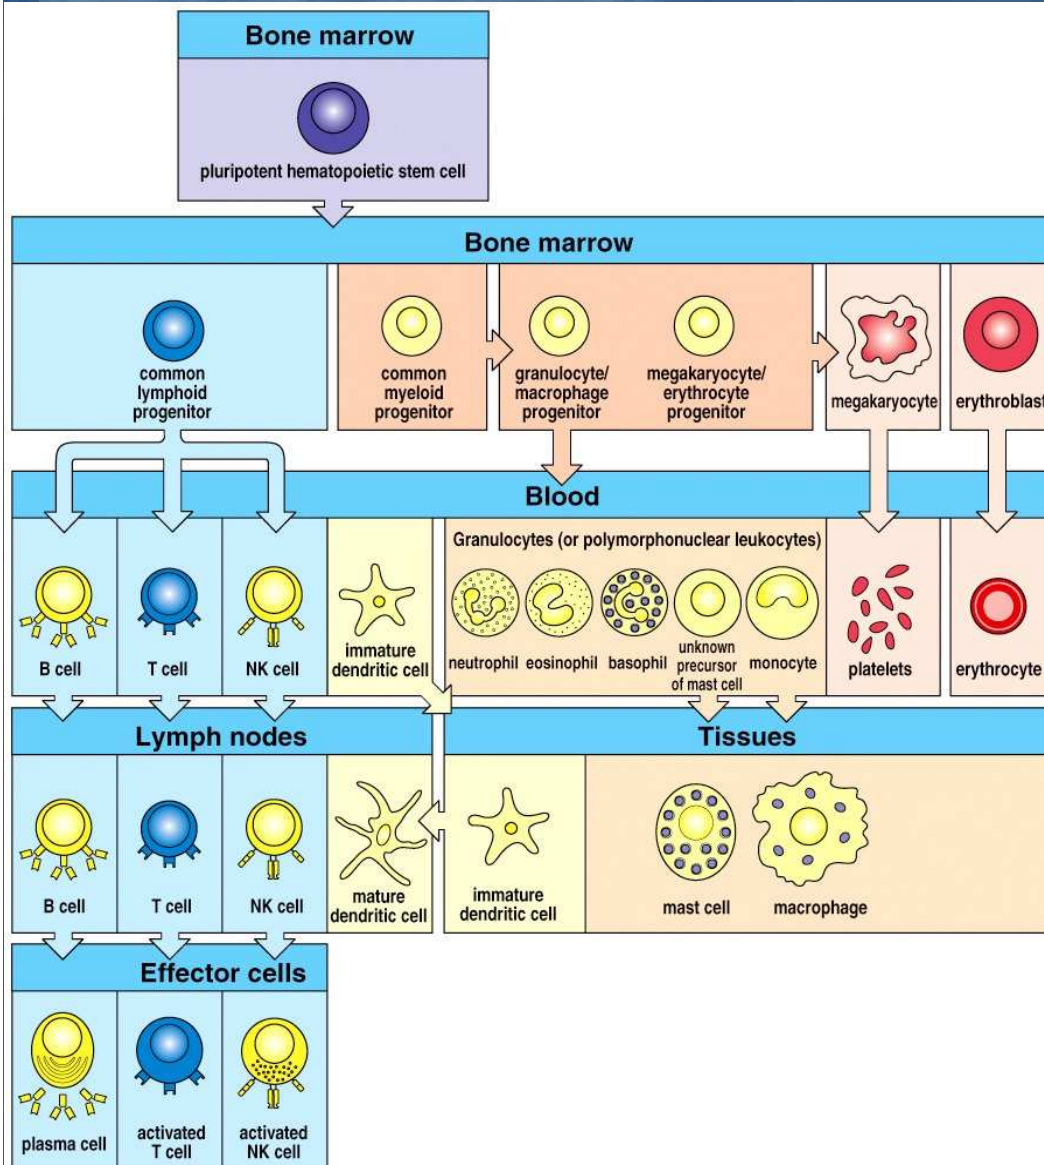 Bone marrow
pluripotent hematopoietic stem cell
Bone marrow
common
lymphoid
progenitor
common
myeloid
progenitor
granulocyte/
macrophage
progenitor
megakaryocyte/
erythrocyte
progenitor
megakaryocyte
erythroblast
Blood
Granulocytes (or polymorphonuclear leukocytes)
B cell
T cell
NK cell
immature
dendritic cell
neutrophil
eosinophil
basophil
unknown
precursor
of mast cell
monocyte
platelets
erythrocyte
Lymph nodes
Tissues
B cell
T cell
NK cell
mature
dendritic cell
immature
dendritic cell
mast cell
macrophage
Effector cells
plasma cell
activated
T cell
activated
NK cell